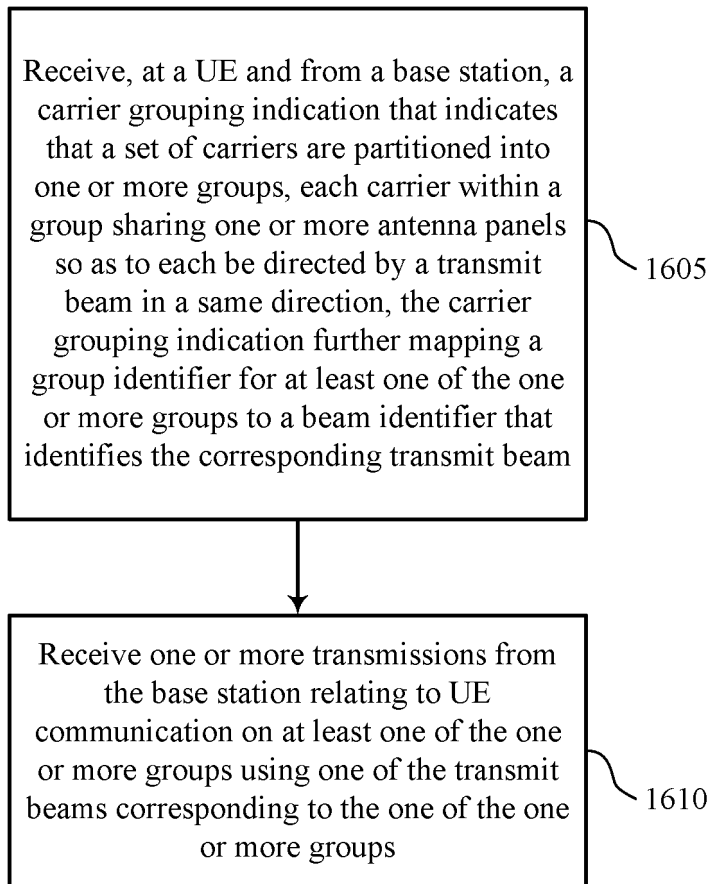 Receive, at a UE and from a base station, a
carrier grouping indication that indicates
that a set of carriers are partitioned into
one or more groups, each carrier within a
group sharing one or more antenna panels
so as to each be directed by a transmit
beam in a same direction, the carrier
grouping indication further mapping a
group identifier for at least one of the one
or more groups to a beam identifier that
identifies the corresponding transmit beam
1605
Receive one or more transmissions from
the base station relating to UE
communication on at least one of the one
or more groups using one of the transmit
beams corresponding to the one of the one
or more groups
1610